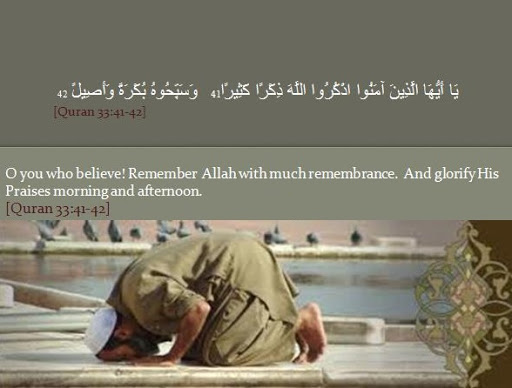 يَا أَيُّهَا الَّذِينَ آمَنُوا اذْكُرُوا اللَّهَ ذِكْرًا كَثِيرًا41 وَسَبِّحُوهُ بُكْرَةً وَأَصِيلً 42
[Quran 33:41-42]
O you who believe! Remember Allah with much remembrance. And glorify His
Praises morning and afternoon.
[Quran 33:41-42]